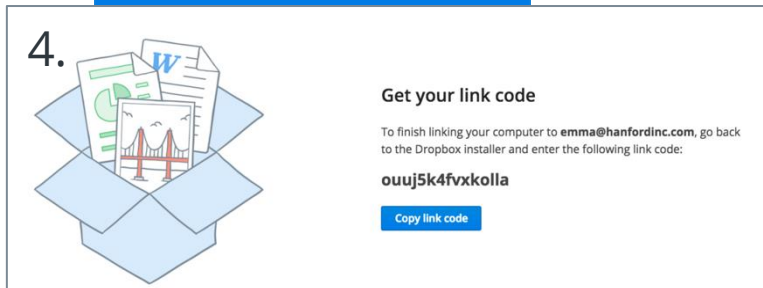 4.
W
Get your link code
To finish linking your computer to emma@hanfordinc.com, go back
to the Dropbox installer and enter the following link code:
ouuj5k4fvxkolla
Copy link code